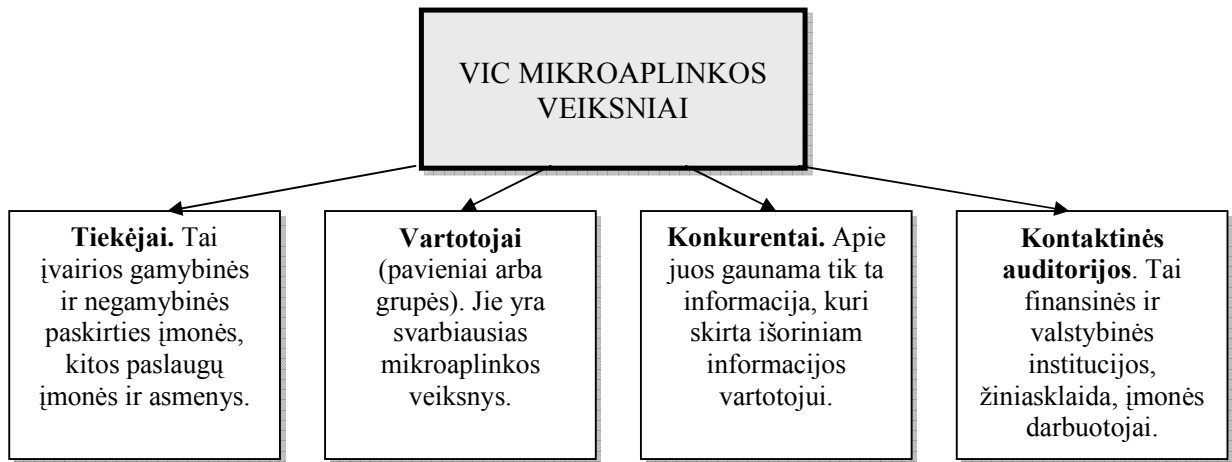 VIC MIKROAPLINKOS
VEIKSNIAI
Tiekėjai. Tai
įvairios gamybinės
ir negamybinės
paskirties įmonės,
kitos paslaugų
įmonės ir asmenys.
Vartotojai
(pavieniai arba
grupės). Jie yra
svarbiausias
mikroaplinkos
veiksnys.
Konkurentai. Apie
juos gaunama tik ta
informacija, kuri
skirta išoriniam
informacijos
vartotojui.
Kontaktinės
auditorijos. Tai
finansinės ir
valstybinės
institucijos,
žiniasklaida, įmonės
darbuotojai.